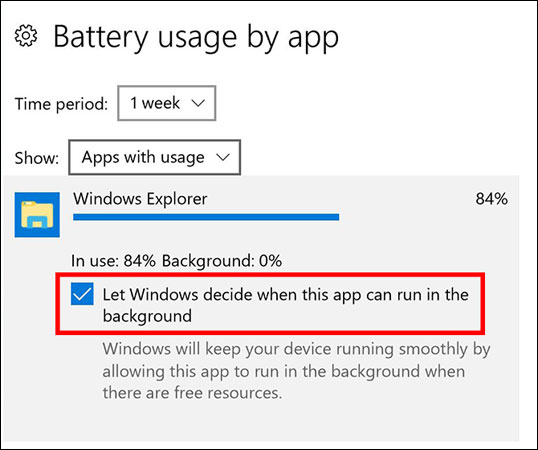 Battery usage by app
Time period: 1 week
Show: Apps with usage
Windows Explorer 84%
In use: 84% Background: 0%
Let Windows decide when this app can run in the
background
Windows will keep your device running smoothly by
allowing this app to run in the background when
there are free resources.